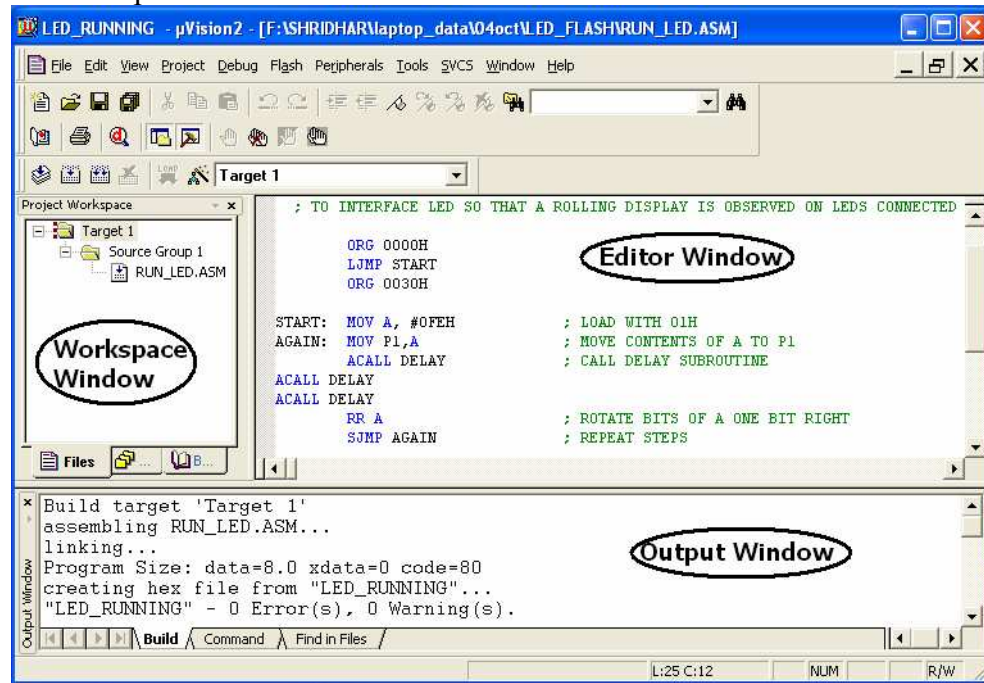 LED_RUNNING - µVision2 - [F:\SHRIDHAR\laptop_data\04oct\LED_FLASH\RUN_LED.ASM]
File Edit View Project Debug Flash Peripherals Tools SVCS Window Help
LOAD
Target 1
Project Workspace
Target 1
Source Group 1
RUN_LED.ASM
Workspace
Window
Files
...
B...
; TO INTERFACE LED SO THAT A ROLLING DISPLAY IS OBSERVED ON LEDS CONNECTED
ORG 0000H
LJMP START
ORG 0030H
Editor Window
START: MOV A, #0FEH ; LOAD WITH 01H
AGAIN: MOV P1,A ; MOVE CONTENTS OF A TO P1
ACALL DELAY ; CALL DELAY SUBROUTINE
ACALL DELAY
ACALL DELAY
RR A ; ROTATE BITS OF A ONE BIT RIGHT
SJMP AGAIN ; REPEAT STEPS
Build target 'Target 1'
assembling RUN_LED.ASM...
linking...
Program Size: data=8.0 xdata=0 code=80
creating hex file from "LED_RUNNING"...
"LED_RUNNING" - 0 Error(s), 0 Warning(s).
Output Window
Output Window
Build Command Find in Files
L:25 C:12 NUM R/W